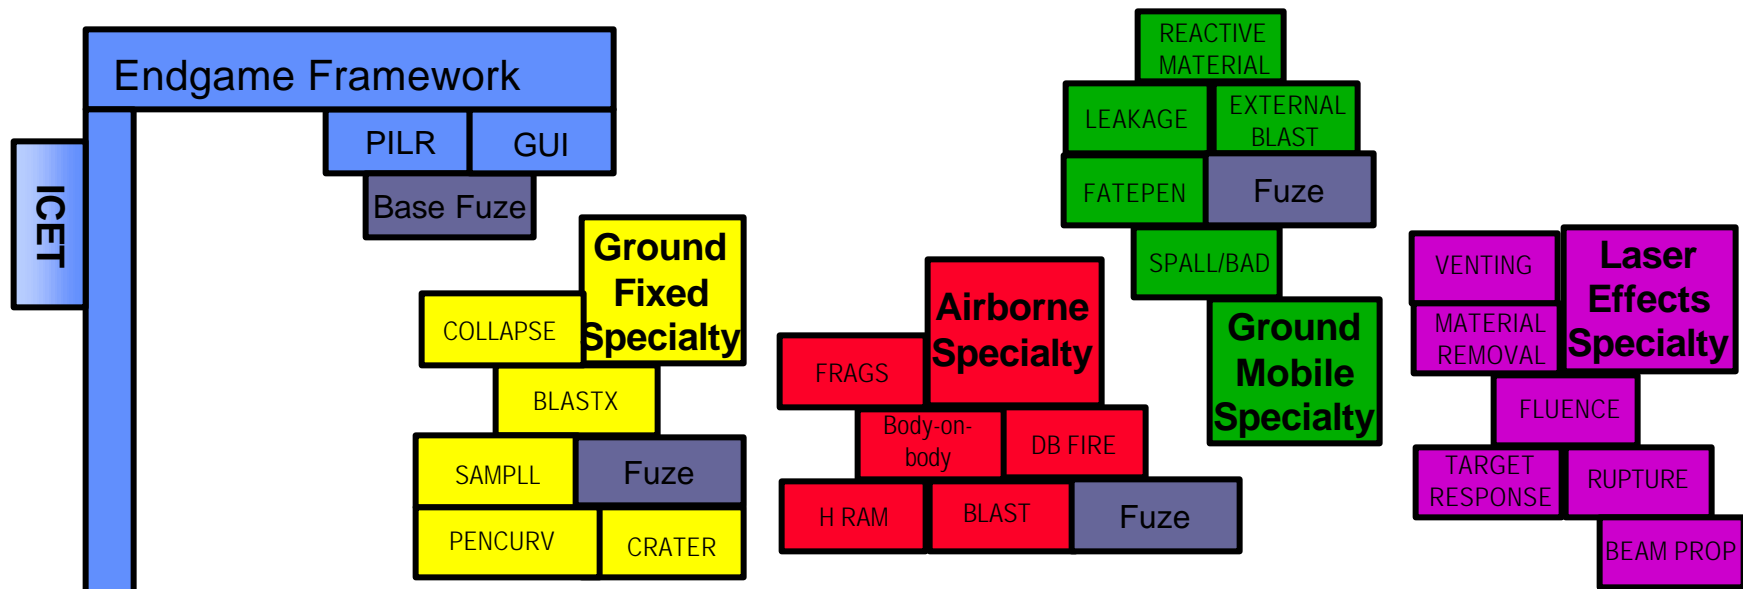 Endgame Framework
PILR
GUI
Base Fuze
ICET
Ground
Fixed
Specialty
COLLAPSE
BLASTX
SAMPLL
Fuze
PENCURV
CRATER
Airborne
Specialty
FRAGS
Body-on-
body
DB FIRE
H RAM
BLAST
Fuze
REACTIVE
MATERIAL
LEAKAGE
EXTERNAL
BLAST
FATEPEN
Fuze
SPALL/BAD
Ground
Mobile
Specialty
VENTING
Laser
Effects
Specialty
MATERIAL
REMOVAL
FLUENCE
TARGET
RESPONSE
RUPTURE
BEAM PROP